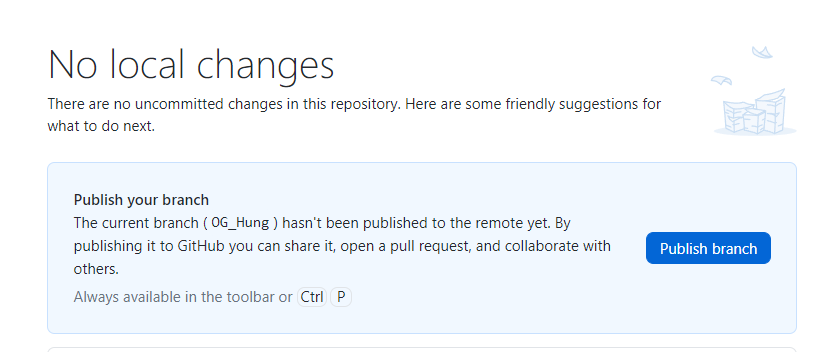 No local changes
There are no uncommitted changes in this repository. Here are some friendly suggestions for
what to do next.
Publish your branch
The current branch ( OG_Hung ) hasn't been published to the remote yet. By
publishing it to GitHub you can share it, open a pull request, and collaborate with
others.
Always available in the toolbar or Ctrl P
Publish branch